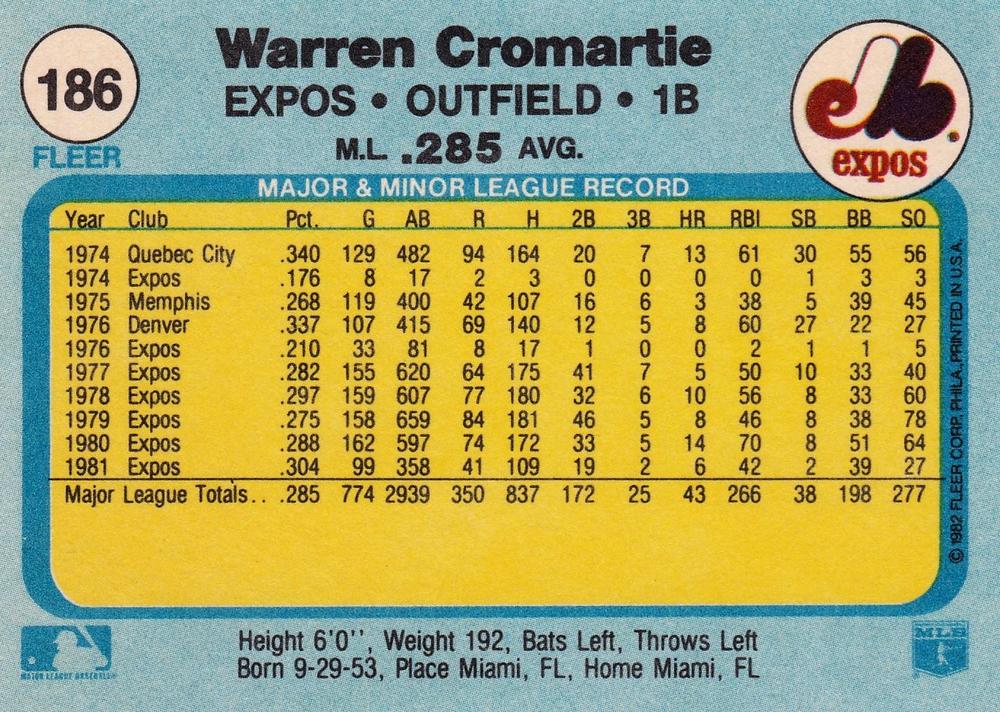 186
FLEER
Warren Cromartie
EXPOS • OUTFIELD • 1B
M.L .285 AVG.
expos
MAJOR & MINOR LEAGUE RECORD
Year Club Pct. G AB R H 2B 3B HR RBI SB BB SO
1974 Quebec City .340 129 482 94 164 20 7 13 61 30 55 56
1974 Expos .176 8 17 2 3 0 0 0 0 1 3 3
1975 Memphis .268 119 400 42 107 16 6 3 38 5 39 45
1976 Denver .337 107 415 69 140 12 5 8 60 27 22 27
1976 Expos .210 33 81 8 17 1 0 0 2 1 1 5
1977 Expos .282 155 620 64 175 41 7 5 50 10 33 40
1978 Expos .297 159 607 77 180 32 6 10 56 8 33 60
1979 Expos .275 158 659 84 181 46 5 8 46 8 38 78
1980 Expos .288 162 597 74 172 33 5 14 70 8 51 64
1981 Expos .304 99 358 41 109 19 2 6 42 2 39 27
Major League Totals.. .285 774 2939 350 837 172 25 43 266 38 198 277
© 1982 FLEER CORP. PHILA., PRINTED IN U.S.A.
Height 6'0'', Weight 192, Bats Left, Throws Left
Born 9-29-53, Place Miami, FL, Home Miami, FL
MAJOR LEAGUE BASEBALL
MLB